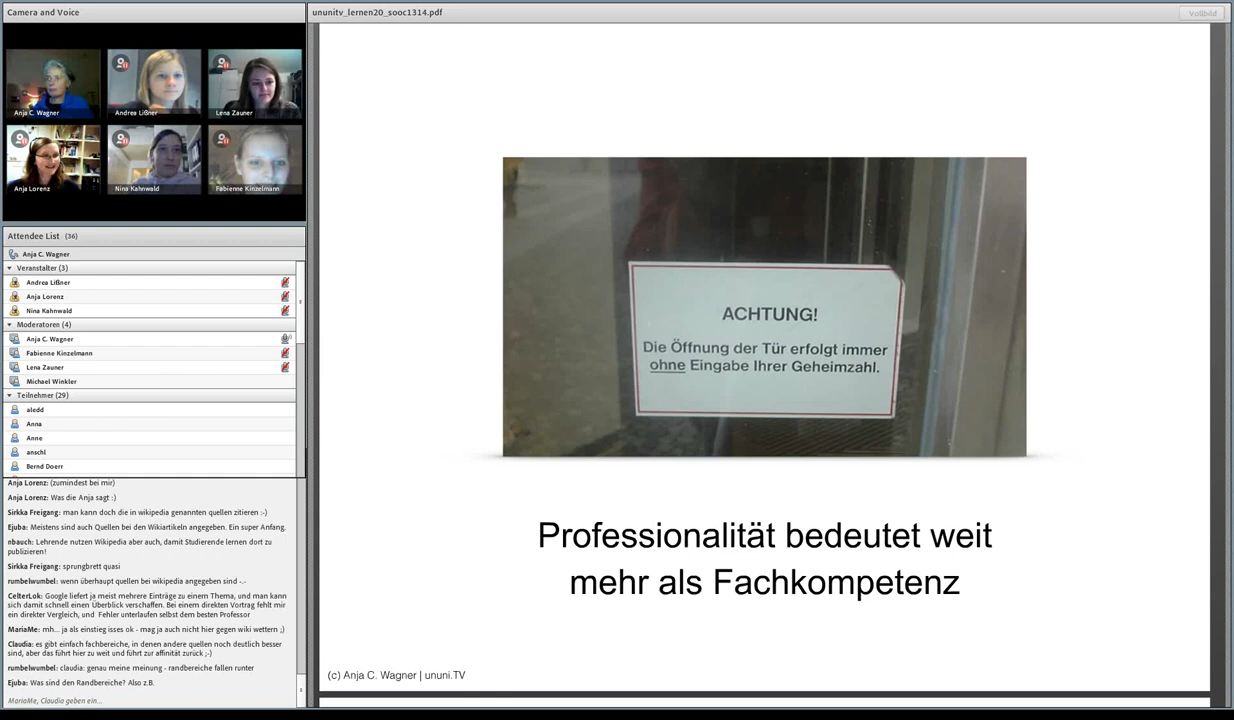 Camera and Voice
Anja C. Wagner
Andrea Lißner
Lena Zauner
Anja Lorenz
Nina Kahnwald
Fabienne Kinzelmann
Attendee List (36)
Anja C. Wagner
Veranstalter (3)
Andrea Lißner
Anja Lorenz
Nina Kahnwald
Moderatoren (4)
Anja C. Wagner
Fabienne Kinzelmann
Lena Zauner
Michael Winkler
Teilnehmer (29)
aledd
Anna
Anne
anschl
Bernd Doerr
Anja Lorenz: (zumindest bei mir)
Anja Lorenz: Was die Anja sagt :)
Sirkka Freigang: man kann doch die in wikipedia genannten quellen zitieren :-)
Ejuba: Meistens sind auch Quellen bei den Wikiartikeln angegeben. Ein super Anfang.
nbauch: Lehrende nutzen Wikipedia aber auch, damit Studierende lernen dort zu
publizieren!
Sirkka Freigang: sprungbrett quasi
rumbelwumbel: wenn überhaupt quellen bei wikipedia angegeben sind -.-
CelterLok: Google liefert ja meist mehrere Einträge zu einem Thema, und man kann
sich damit schnell einen Überblick verschaffen. Bei einem direkten Vortrag fehlt mir
ein direkter Vergleich, und Fehler unterlaufen selbst dem besten Professor
MariaMe: mh... ja als einstieg isses ok - mag ja auch nicht hier gegen wiki wettern ;)
Claudia: es gibt einfach fachbereiche, in denen andere quellen noch deutlich besser
sind, aber das führt hier zu weit und führt zur affinität zurück ;-)
rumbelwumbel: claudia: genau meine meinung - randbereiche fallen runter
Ejuba: Was sind den Randbereiche? Also z.B.
MariaMe, Claudia geben ein...
ununitv_lernen20_sooc1314.pdf
Vollbild
ACHTUNG!
Die Öffnung der Tür erfolgt immer
ohne Eingabe Ihrer Geheimzahl.
Professionalität bedeutet weit
mehr als Fachkompetenz
(c) Anja C. Wagner | ununi.TV